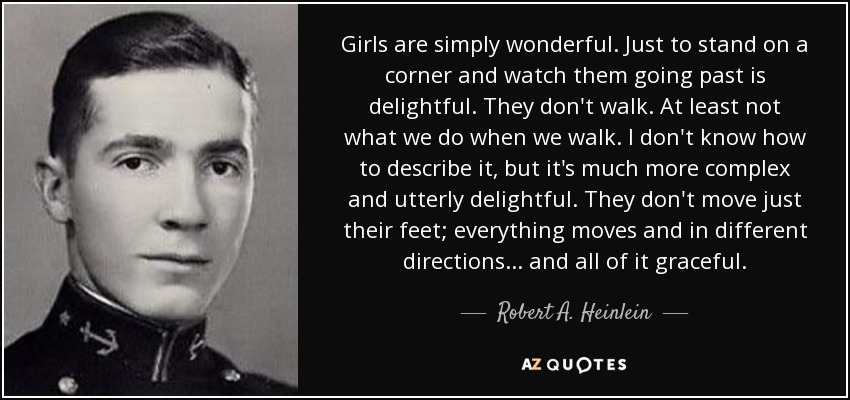 Girls are simply wonderful. Just to stand on a
corner and watch them going past is
delightful. They don't walk. At least not
what we do when we walk. I don't know how
to describe it, but it's much more complex
and utterly delightful. They don't move just
their feet; everything moves and in different
directions... and all of it graceful.
Robert A. Heinlein
AZ QUOTES